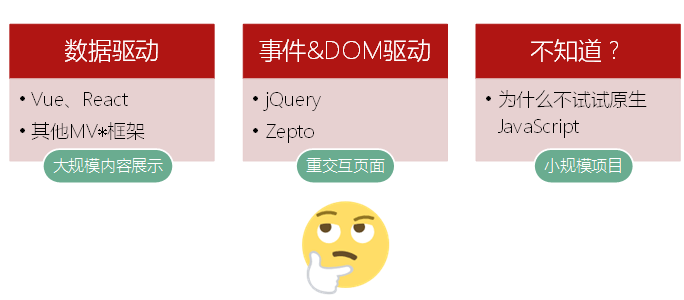 数据驱动
• Vue、React
• 其他MV*框架
大规模内容展示
事件&DOM驱动
• jQuery
• Zepto
重交互页面
不知道？
• 为什么不试试原生
JavaScript
小规模项目